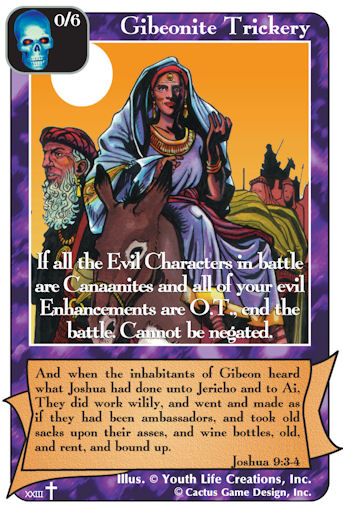 0/6
Gibeonite Trickery
If all the Evil Characters in battle
are Canaanites and all of your evil
Enhancements are O.T., end the
battle. Cannot be negated.
And when the inhabitants of Gibeon heard
what Joshua had done unto Jericho and to Ai,
They did work wilily, and went and made as
if they had been ambassadors, and took old
sacks upon their asses, and wine bottles, old,
and rent, and bound up.
Joshua 9:3-4
XXIII
Illus. © Youth Life Creations, Inc.
© Cactus Game Design, Inc.